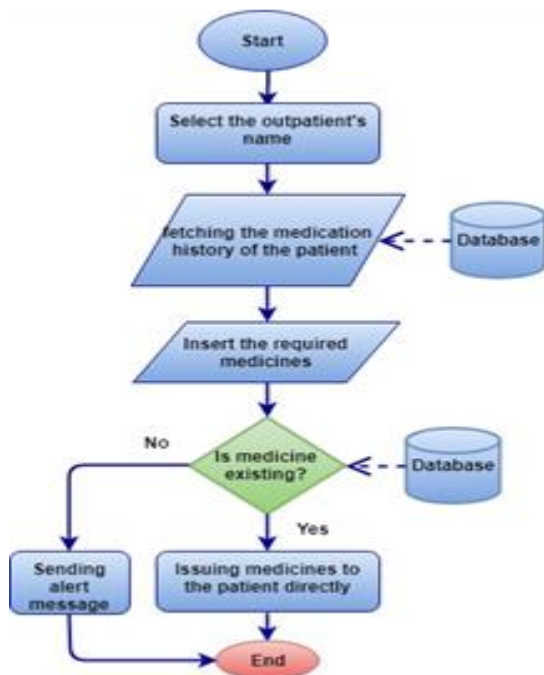 Start
Select the outpatient's
name
fetching the medication
history of the patient
Database
Insert the required
medicines
No
Is medicine
existing?
Database
Yes
Sending
alert
message
Issuing medicines to
the patient directly
End